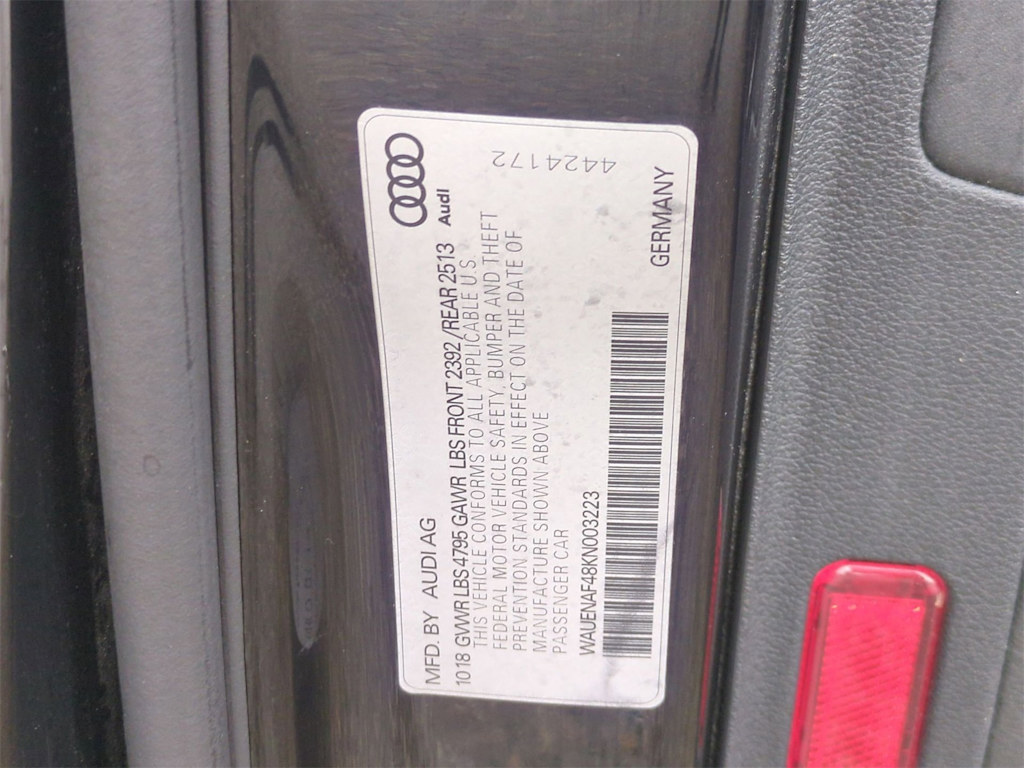 Audi
MFD. BY AUDI AG
10 18 GVWR LBS4795 GAWR LBS FRONT 2392 /REAR 2513
THIS VEHICLE CONFORMS TO ALL APPLICABLE U S
FEDERAL MOTOR VEHICLE SAFETY, BUMPER AND THEFT
PREVENTION STANDARDS IN EFFECT ON THE DATE OF
MANUFACTURE SHOWN ABOVE
PASSENGER CAR
4424172
WAUENAF48KN003223
GERMANY